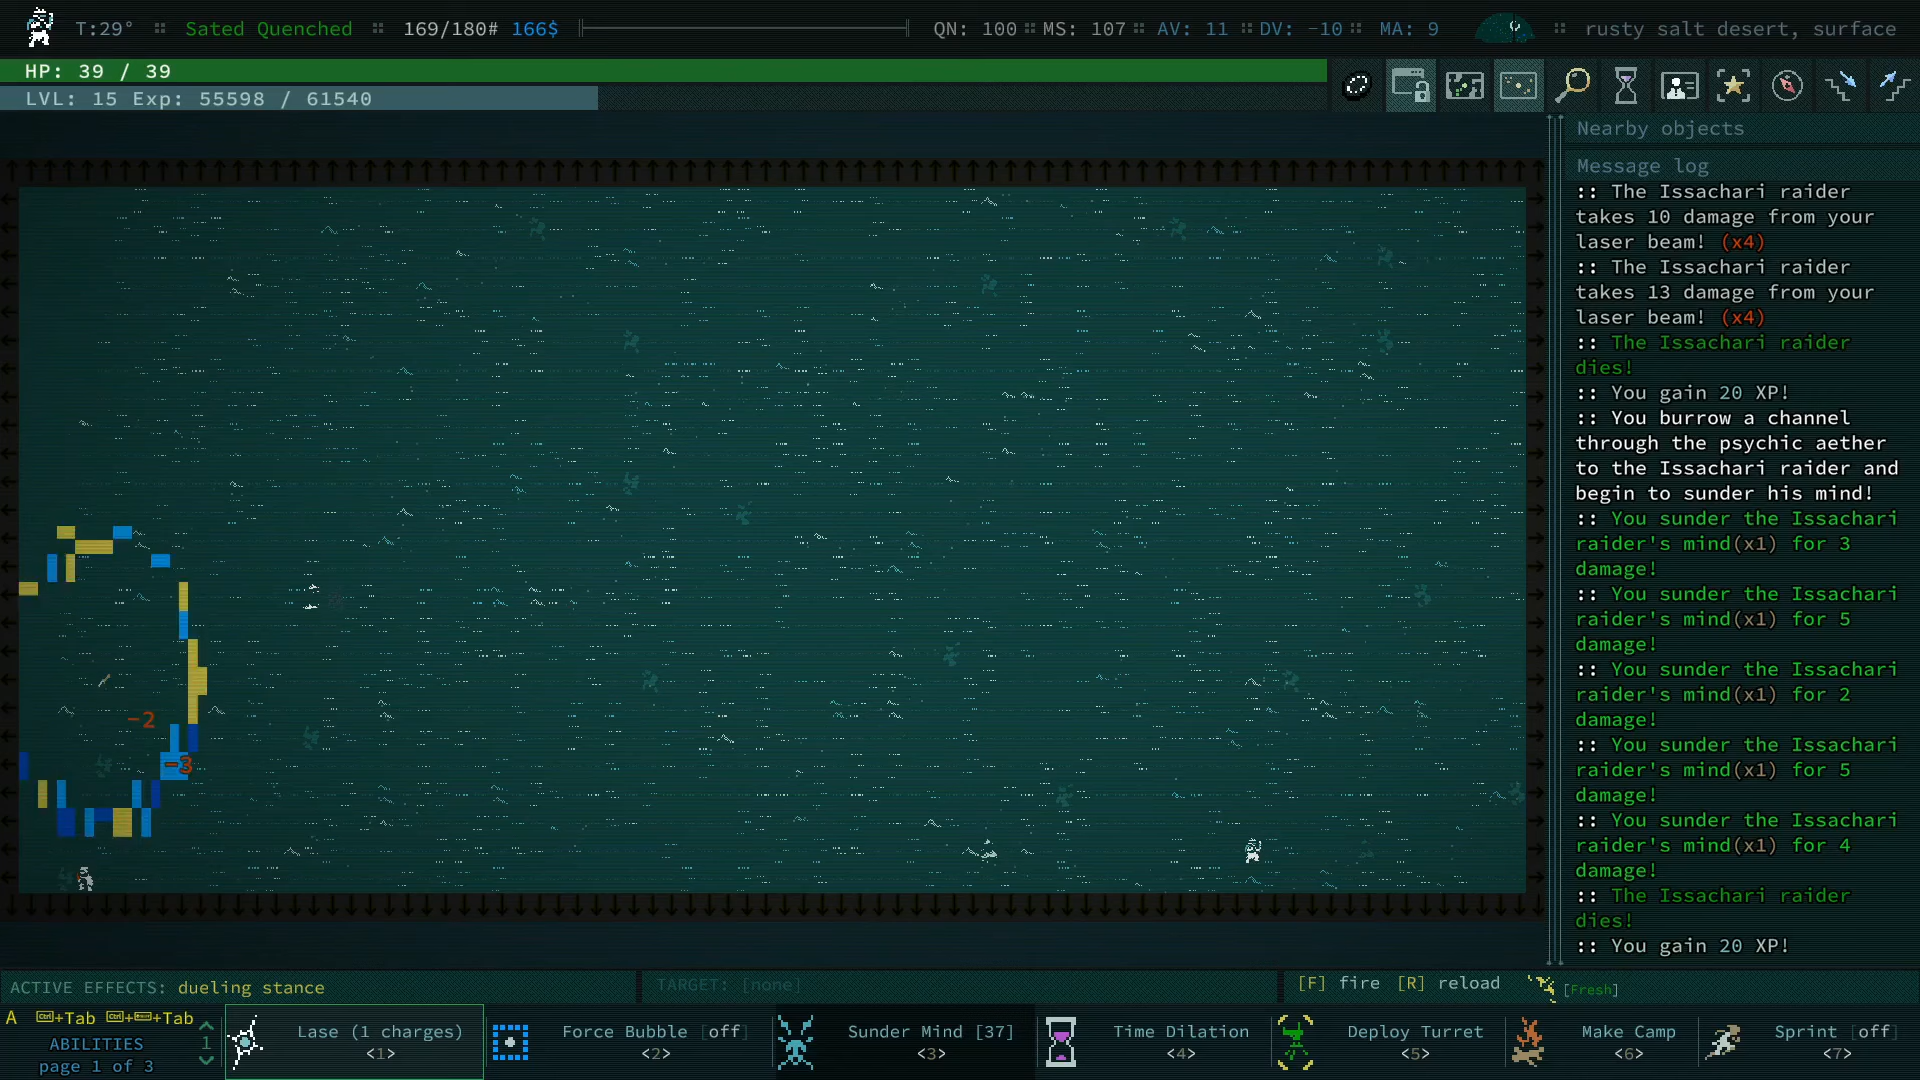 T:29° Sated Quenched 169/180# 166$ QN: 100 MS: 107 AV: 11 DV: -10 MA: 9 rusty salt desert, surface
HP: 39 / 39
LVL: 15 Exp: 55598 / 61540
Nearby objects
Message log
:: The Issachari raider
takes 10 damage from your
laser beam! (x4)
:: The Issachari raider
takes 13 damage from your
laser beam! (x4)
:: The Issachari raider
dies!
:: You gain 20 XP!
:: You burrow a channel
through the psychic aether
to the Issachari raider and
begin to sunder his mind!
:: You sunder the Issachari
raider's mind(x1) for 3
damage!
:: You sunder the Issachari
raider's mind(x1) for 5
damage!
:: You sunder the Issachari
raider's mind(x1) for 2
damage!
:: You sunder the Issachari
raider's mind(x1) for 5
damage!
:: You sunder the Issachari
raider's mind(x1) for 4
damage!
:: The Issachari raider
dies!
:: You gain 20 XP!
-2
-3
ACTIVE EFFECTS: dueling stance
TARGET: [none]
[F] fire [R] reload [Fresh]
A Ctrl+Tab Ctrl+ +Tab
ABILITIES
page 1 of 3
1
Lase (1 charges)
<1>
Force Bubble [off]
<2>
Sunder Mind [37]
<3>
Time Dilation
<4>
Deploy Turret
<5>
Make Camp
<6>
Sprint [off]
<7>